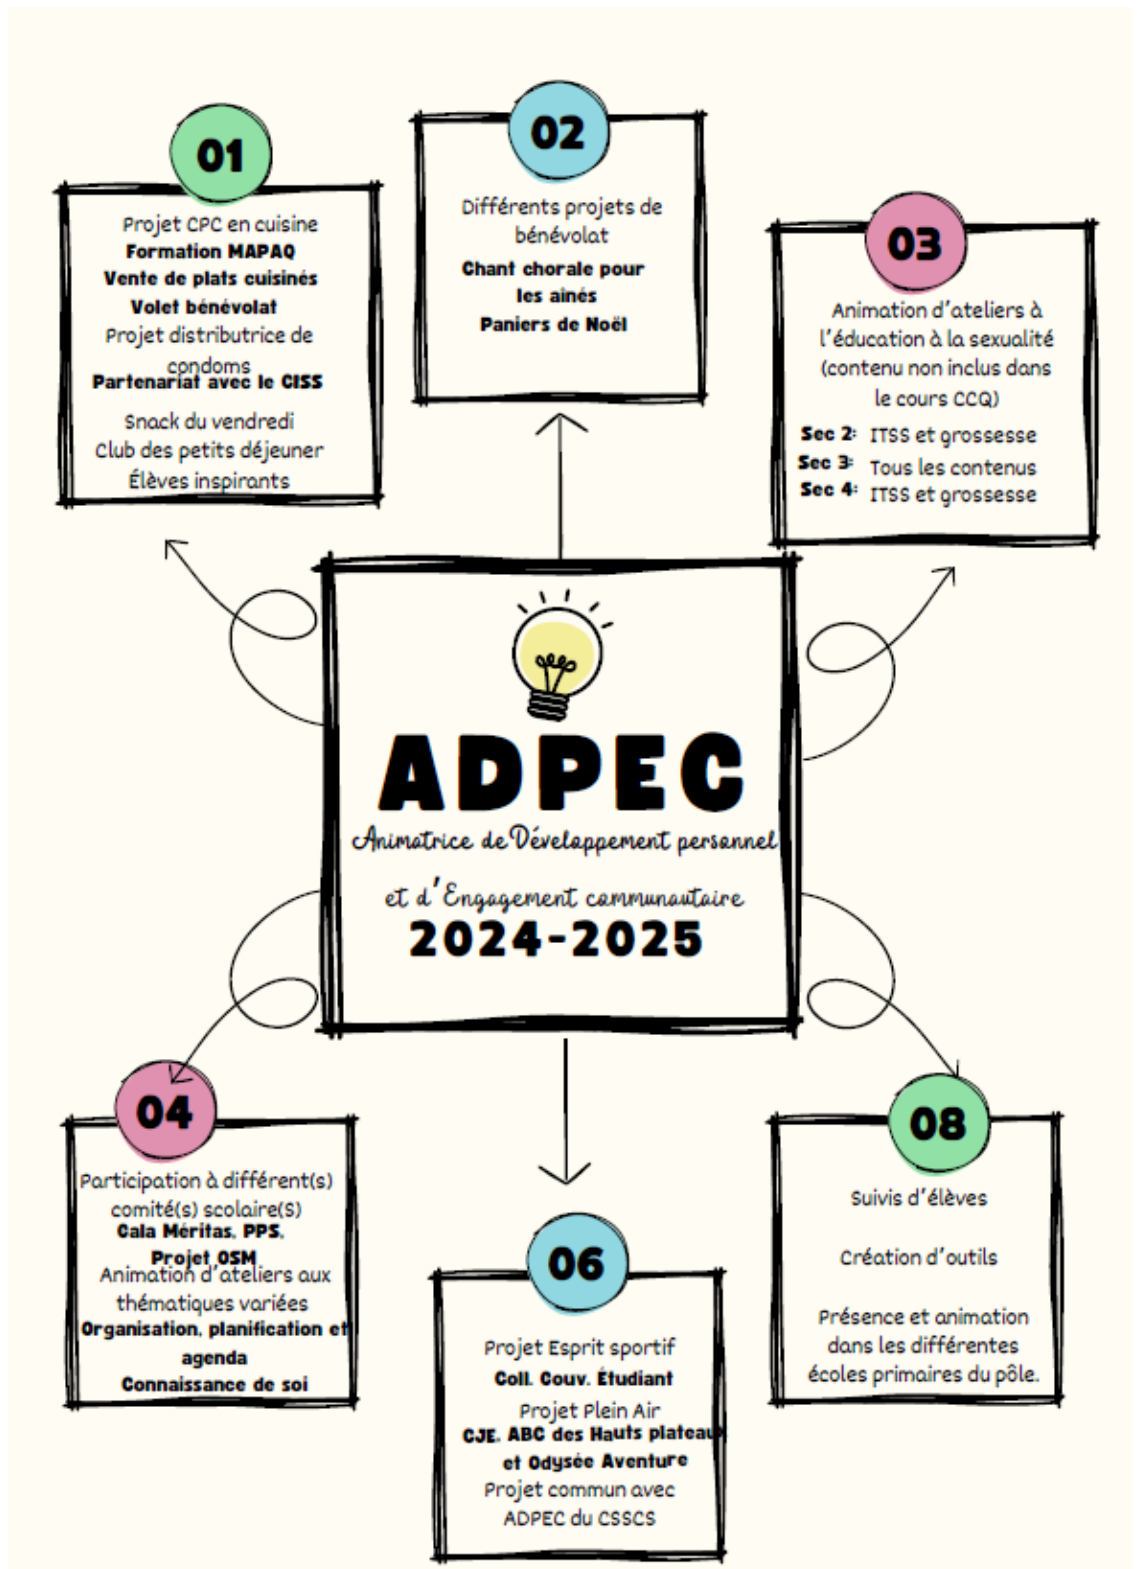 01
Projet CPC en cuisine
Formation MAPAQ
Vente de plats cuisinés
Volet bénévolat
Projet distributrice de
condoms
Partenariat avec le CISS
Snack du vendredi
Club des petits déjeuner
Élèves inspirants
02
Différents projets de
bénévolat
Chant chorale pour
les ainés
Paniers de Noël
03
Animation d'ateliers à
l'éducation à la sexualité
(contenu non inclus dans
le cours CCQ)
Sec 2: ITSS et grossesse
Sec 3: Tous les contenus
Sec 4: ITSS et grossesse
ADPEC
Animatrice de Développement personnel
et d'Engagement communautaire
2024-2025
04
Participation à différent(s)
comité(s) scolaire(S)
Gala Méritas, PPS,
Projet OSM
Animation d'ateliers aux
thématiques variées
Organisation, planification et
agenda
Connaissance de soi
06
Projet Esprit sportif
Coll. Couv. Étudiant
Projet Plein Air
CJE, ABC des Hauts plateaux
et Odysée Aventure
Projet commun avec
ADPEC du CSSCS
08
Suivis d'élèves
Création d'outils
Présence et animation
dans les différentes
écoles primaires du pôle.